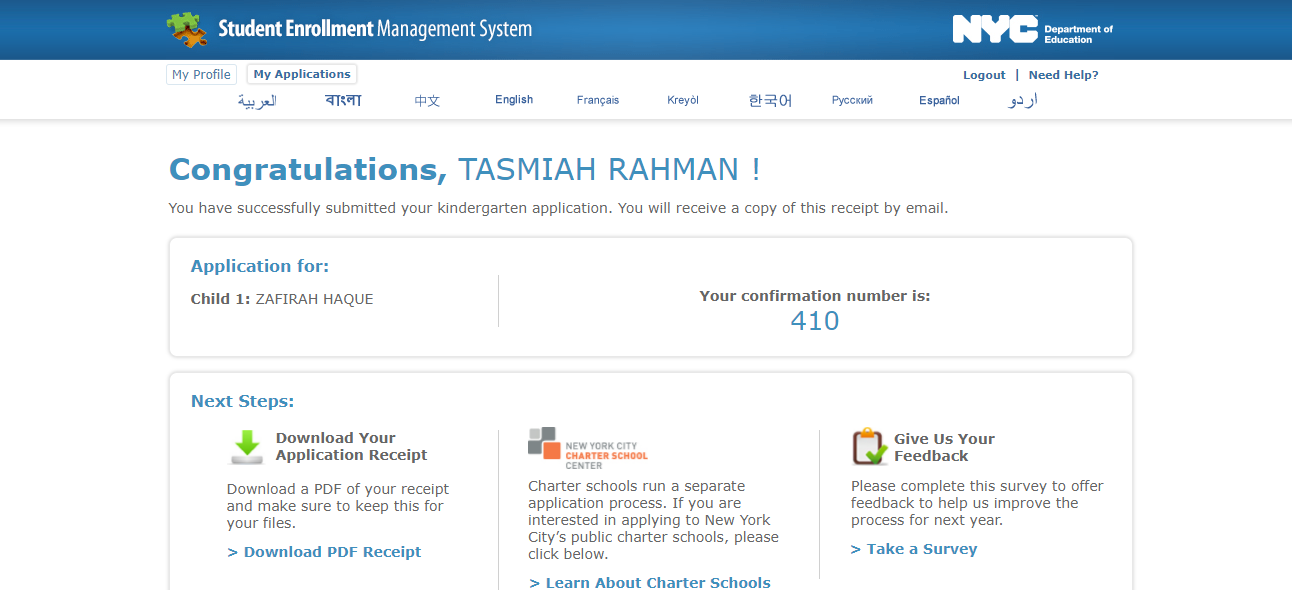 Student Enrollment Management System
NYC Department of
Education
My Profile My Applications
Logout | Need Help?
العربية বাংলা 中文 English Français Kreyòl 한국어 Русский Español اردو
Congratulations, TASMIAH RAHMAN !
You have successfully submitted your kindergarten application. You will receive a copy of this receipt by email.
Application for:
Child 1: ZAFIRAH HAQUE
Your confirmation number is:
410
Next Steps:
Download Your
Application Receipt
Download a PDF of your receipt
and make sure to keep this for
your files.
> Download PDF Receipt
NEW YORK CITY
CHARTER SCHOOL
CENTER
Charter schools run a separate
application process. If you are
interested in applying to New York
City’s public charter schools, please
click below.
> Learn About Charter Schools
Give Us Your
Feedback
Please complete this survey to offer
feedback to help us improve the
process for next year.
> Take a Survey